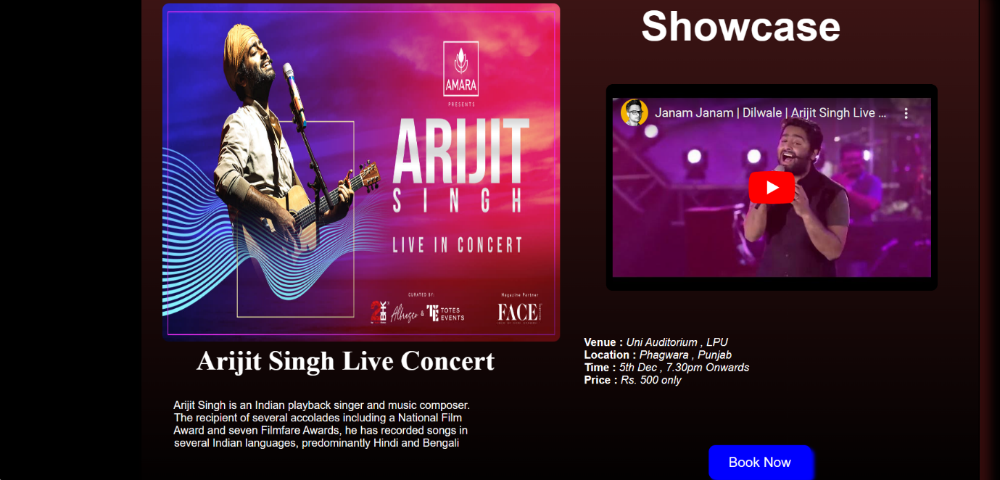 AMARA
PRESENTS
ARIJIT
SINGH
LIVE IN CONCERT
CURATED BY:
2BHK
Alfresco & TE TOTES EVENTS
Magazine Partner
FACE
Arijit Singh Live Concert
Arijit Singh is an Indian playback singer and music composer.
The recipient of several accolades including a National Film
Award and seven Filmfare Awards, he has recorded songs in
several Indian languages, predominantly Hindi and Bengali
Showcase
Janam Janam | Dilwale | Arijit Singh Live ...
Venue : Uni Auditorium , LPU
Location : Phagwara , Punjab
Time : 5th Dec , 7.30pm Onwards
Price : Rs. 500 only
Book Now